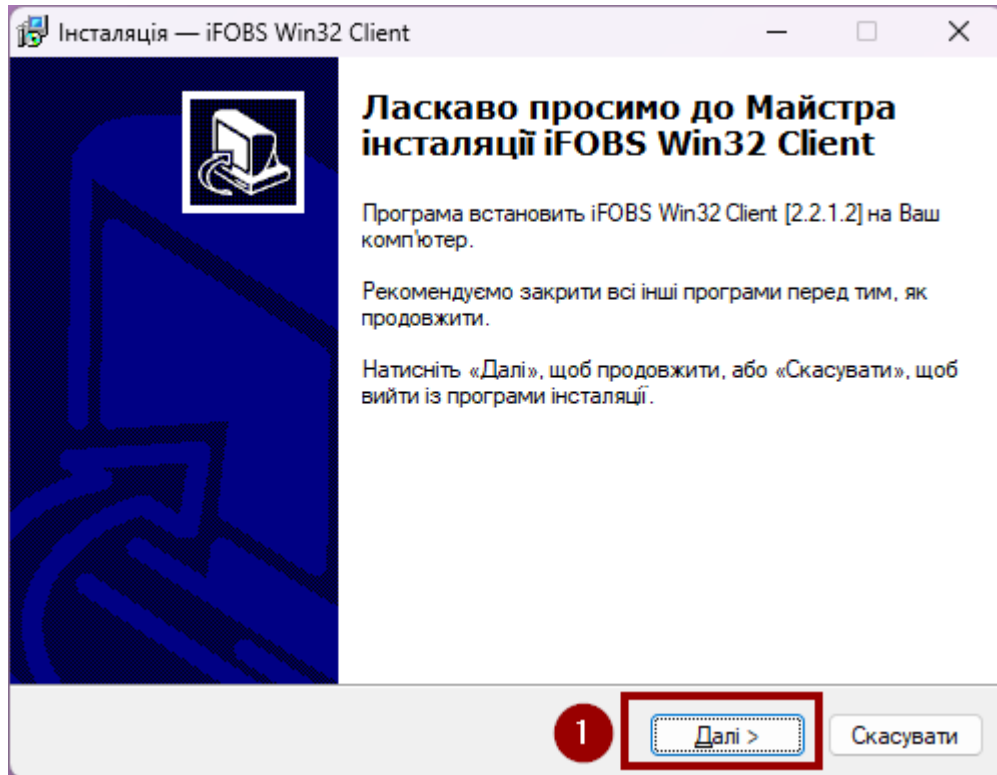 Інсталяція — iFOBS Win32 Client
Ласкаво просимо до Майстра
інсталяції iFOBS Win32 Client
Програма встановить iFOBS Win32 Client [2.2.1.2] на Ваш
комп'ютер.
Рекомендуємо закрити всі інші програми перед тим, як
продовжити.
Натисніть «Далі», щоб продовжити, або «Скасувати», щоб
вийти із програми інсталяції.
1
Далі >
Скасувати